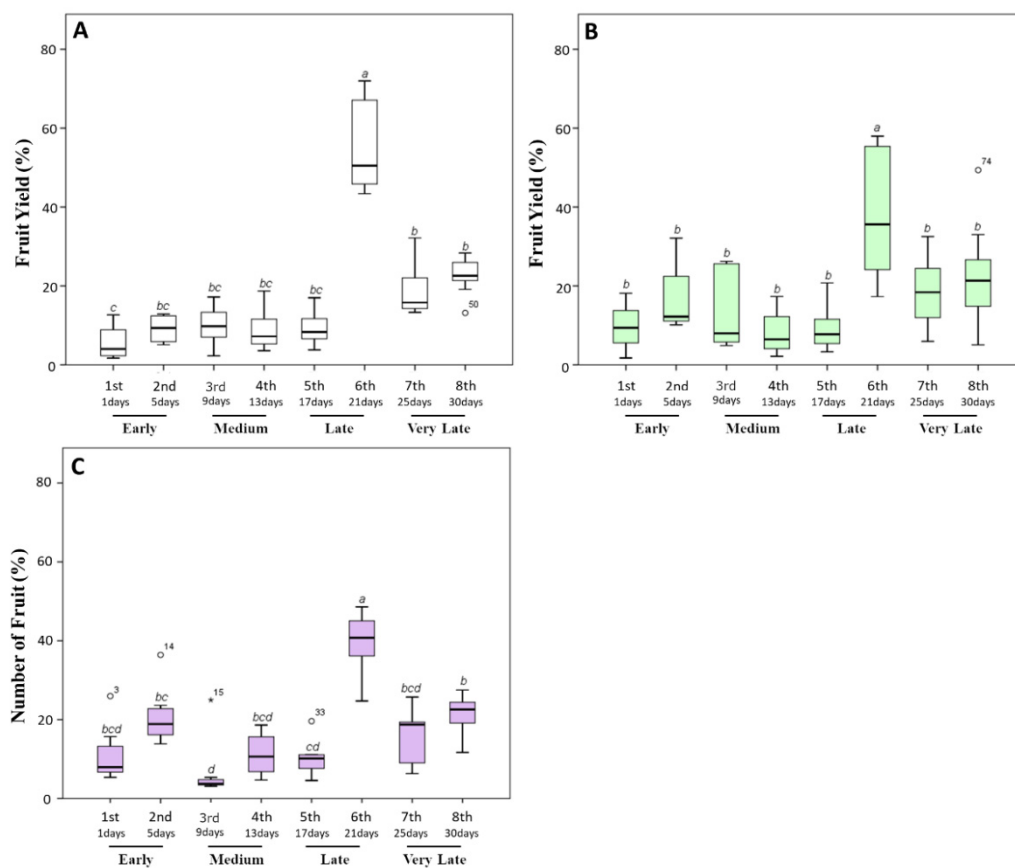 A
Fruit Yield (%)
80
60
40
20
0
c
bc
bc
bc
bc
a
b
b
50
1st 2nd 3rd 4th 5th 6th 7th 8th
1days 5days 9days 13days 17days 21days 25days 30days
Early Medium Late Very Late
B
Fruit Yield (%)
80
60
40
20
0
b
b
b
b
b
a
b
b
74
1st 2nd 3rd 4th 5th 6th 7th 8th
1days 5days 9days 13days 17days 21days 25days 30days
Early Medium Late Very Late
C
Number of Fruit (%)
80
60
40
20
0
3
bcd
14
bc
15
d
bcd
33
cd
a
bcd
b
1st 2nd 3rd 4th 5th 6th 7th 8th
1days 5days 9days 13days 17days 21days 25days 30days
Early Medium Late Very Late